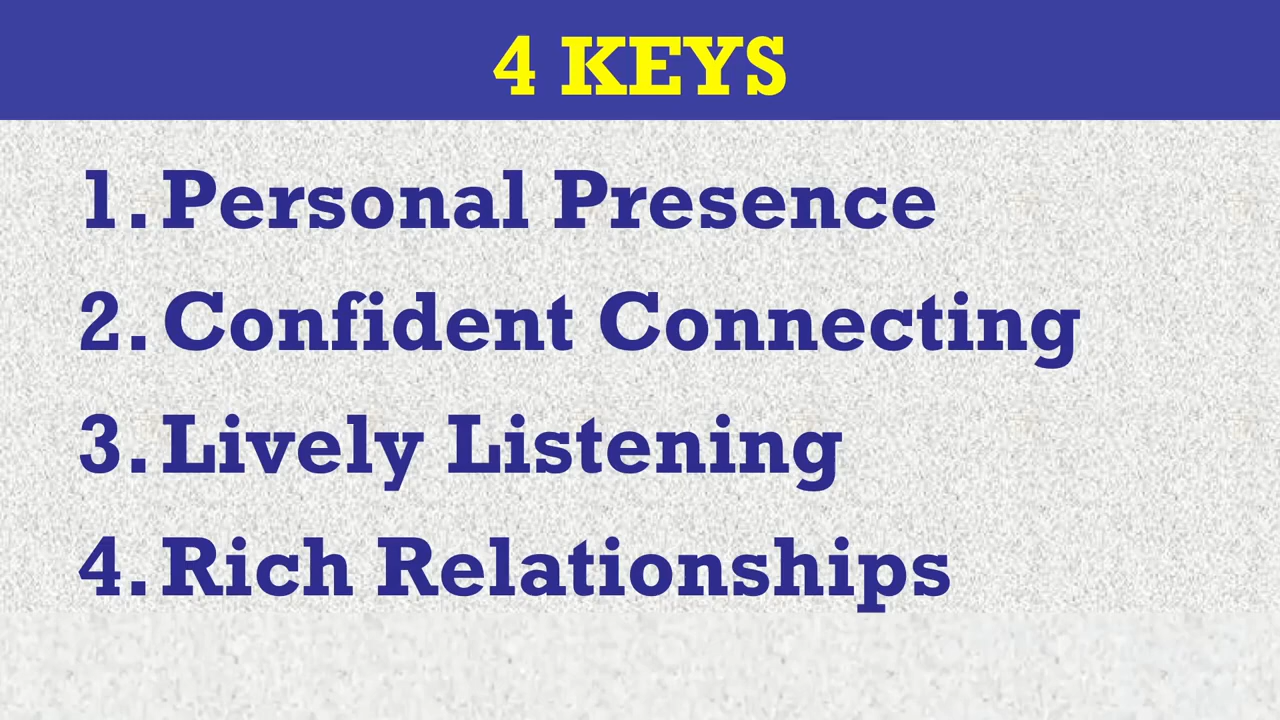 4 KEYS
1. Personal Presence
2. Confident Connecting
3. Lively Listening
4. Rich Relationships